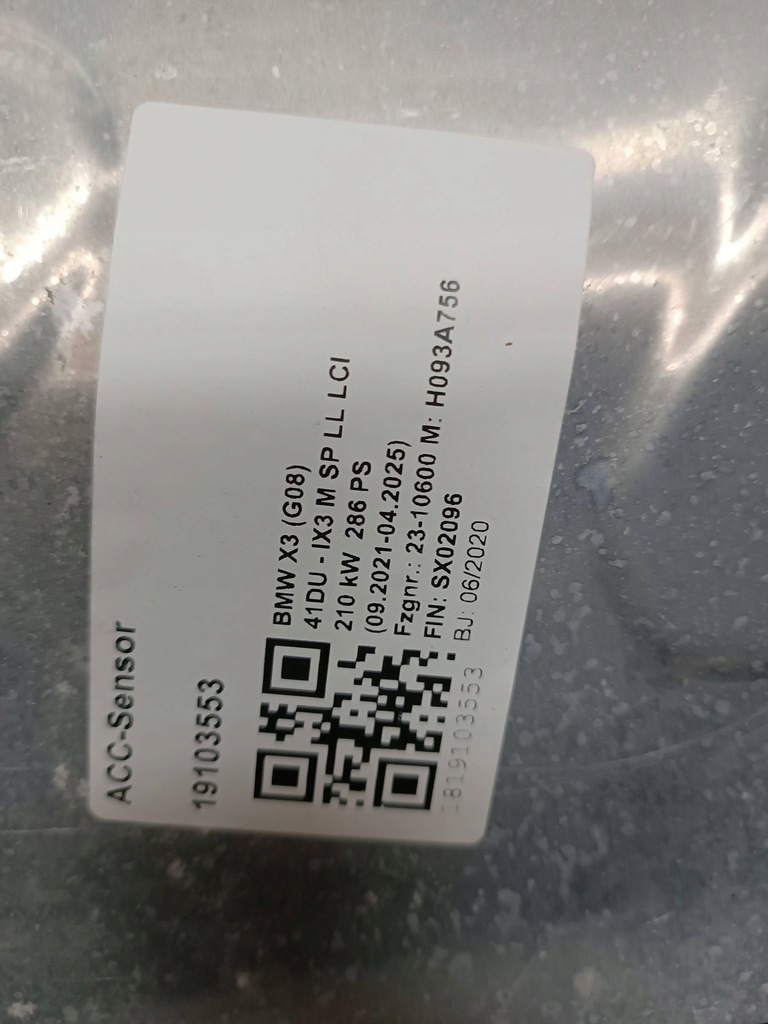 ACC-Sensor
19103553
BMW X3 (G08)
41DU - IX3 M SP LL LCI
210 kW 286 PS
(09.2021-04.2025)
Fzgnr.: 23-10600 M: H093A756
FIN: SX02096
BJ: 06/2020
1819103553